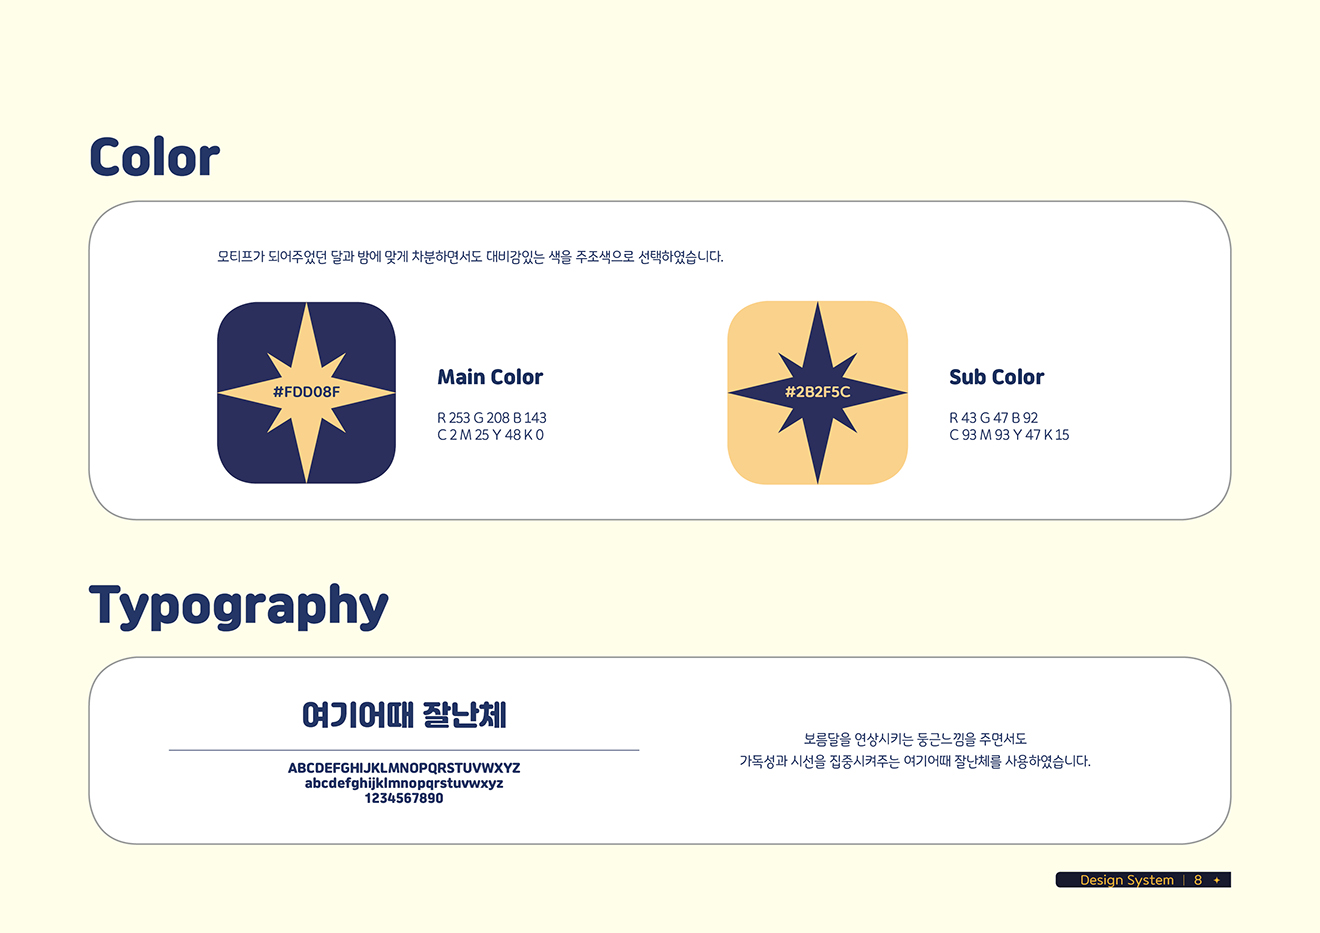 Color
모티프가 되어주었던 달과 밤에 맞게 차분하면서도 대비감있는 색을 주조색으로 선택하였습니다.
#FDD08F
Main Color
R 253 G 208 B 143
C 2 M 25 Y 48 K 0
#2B2F5C
Sub Color
R 43 G 47 B 92
C 93 M 93 Y 47 K 15
Typography
여기어때 잘난체
ABCDEFGHIJKLMNOPQRSTUVWXYZ
abcdefghijklmnopqrstuvwxyz
1234567890
보름달을 연상시키는 둥근느낌을 주면서도
가독성과 시선을 집중시켜주는 여기어때 잘난체를 사용하였습니다.
Design System | 8